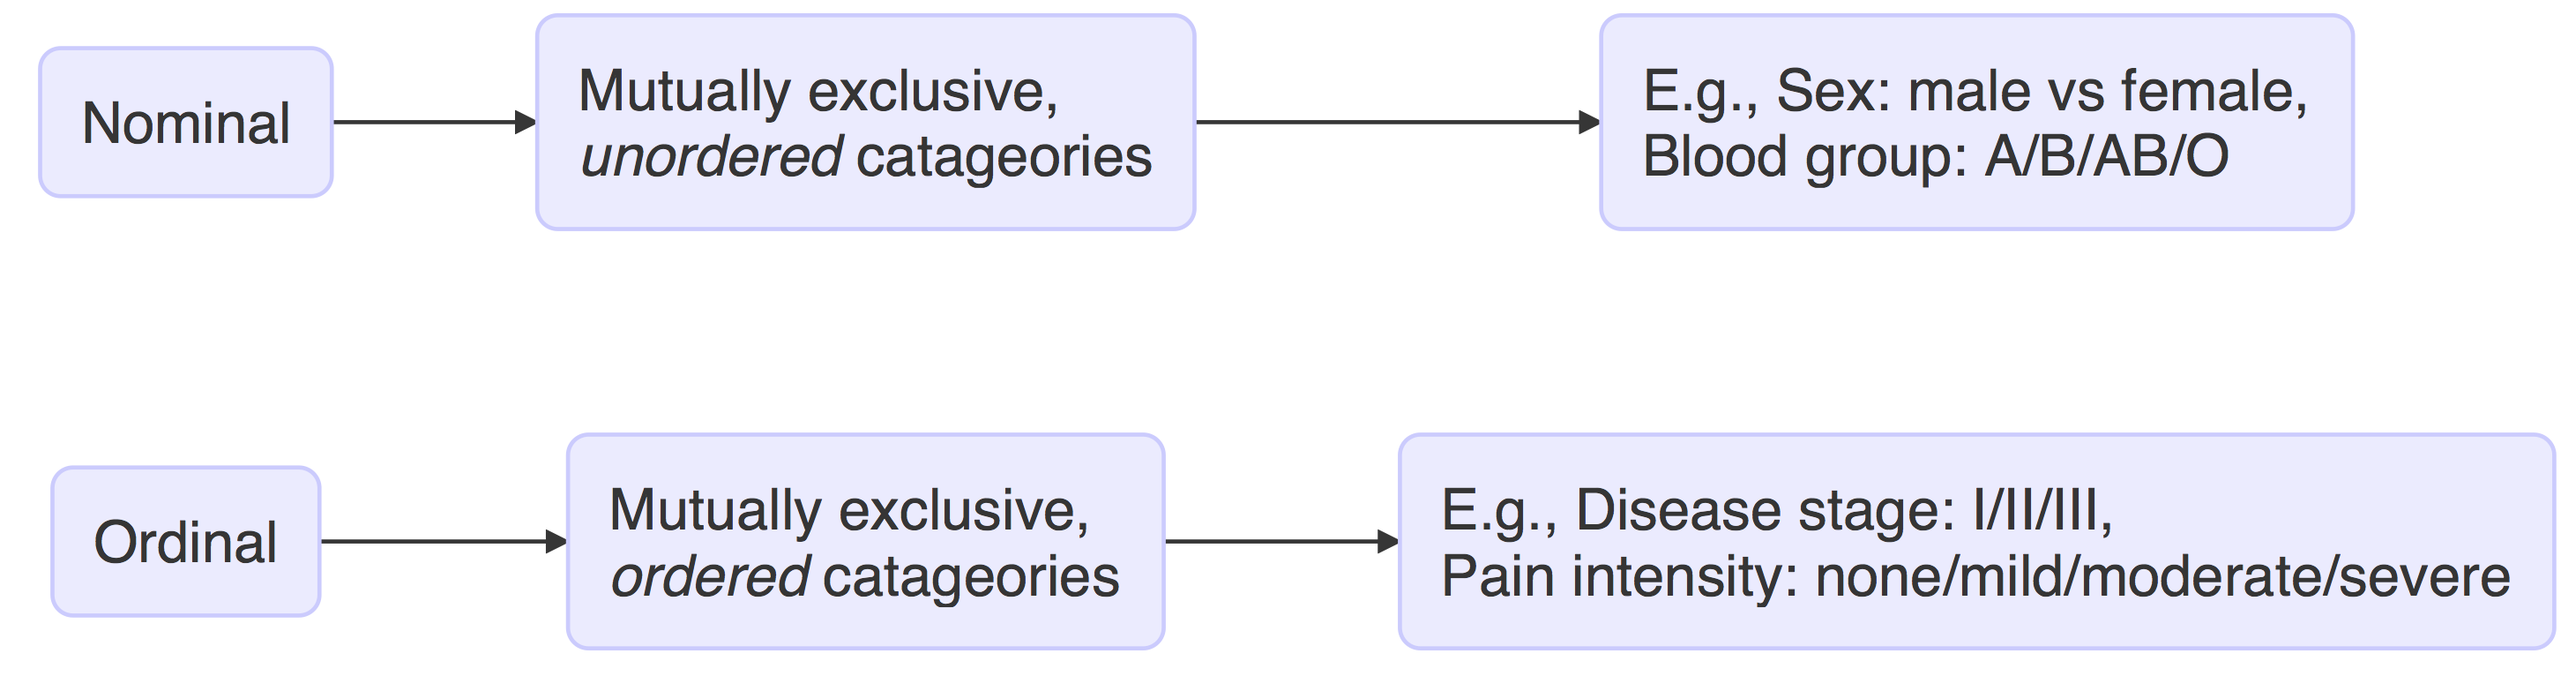 Nominal
Mutually exclusive,
unordered catageories
E.g., Sex: male vs female,
Blood group: A/B/AB/O
Ordinal
Mutually exclusive,
ordered catageories
E.g., Disease stage: I/II/III,
Pain intensity: none/mild/moderate/severe